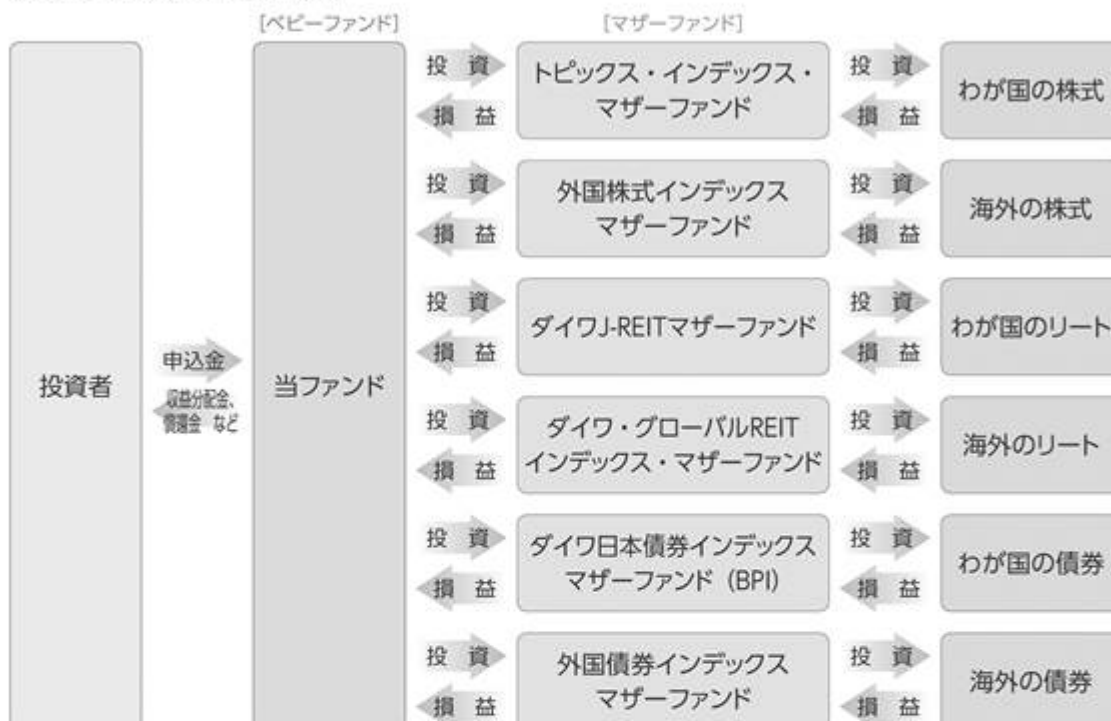 [ベビーファンド]
[マザーファンド]
投資者
申込金
収益分配金、
償還金 など
当ファンド
投 資
損 益
トピックス・インデックス・
マザーファンド
投 資
損 益
わが国の株式
投 資
損 益
外国株式インデックス
マザーファンド
投 資
損 益
海外の株式
投 資
損 益
ダイワJ-REITマザーファンド
投 資
損 益
わが国のリート
投 資
損 益
ダイワ・グローバルREIT
インデックス・マザーファンド
投 資
損 益
海外のリート
投 資
損 益
ダイワ日本債券インデックス
マザーファンド (BPI)
投 資
損 益
わが国の債券
投 資
損 益
外国債券インデックス
マザーファンド
投 資
損 益
海外の債券